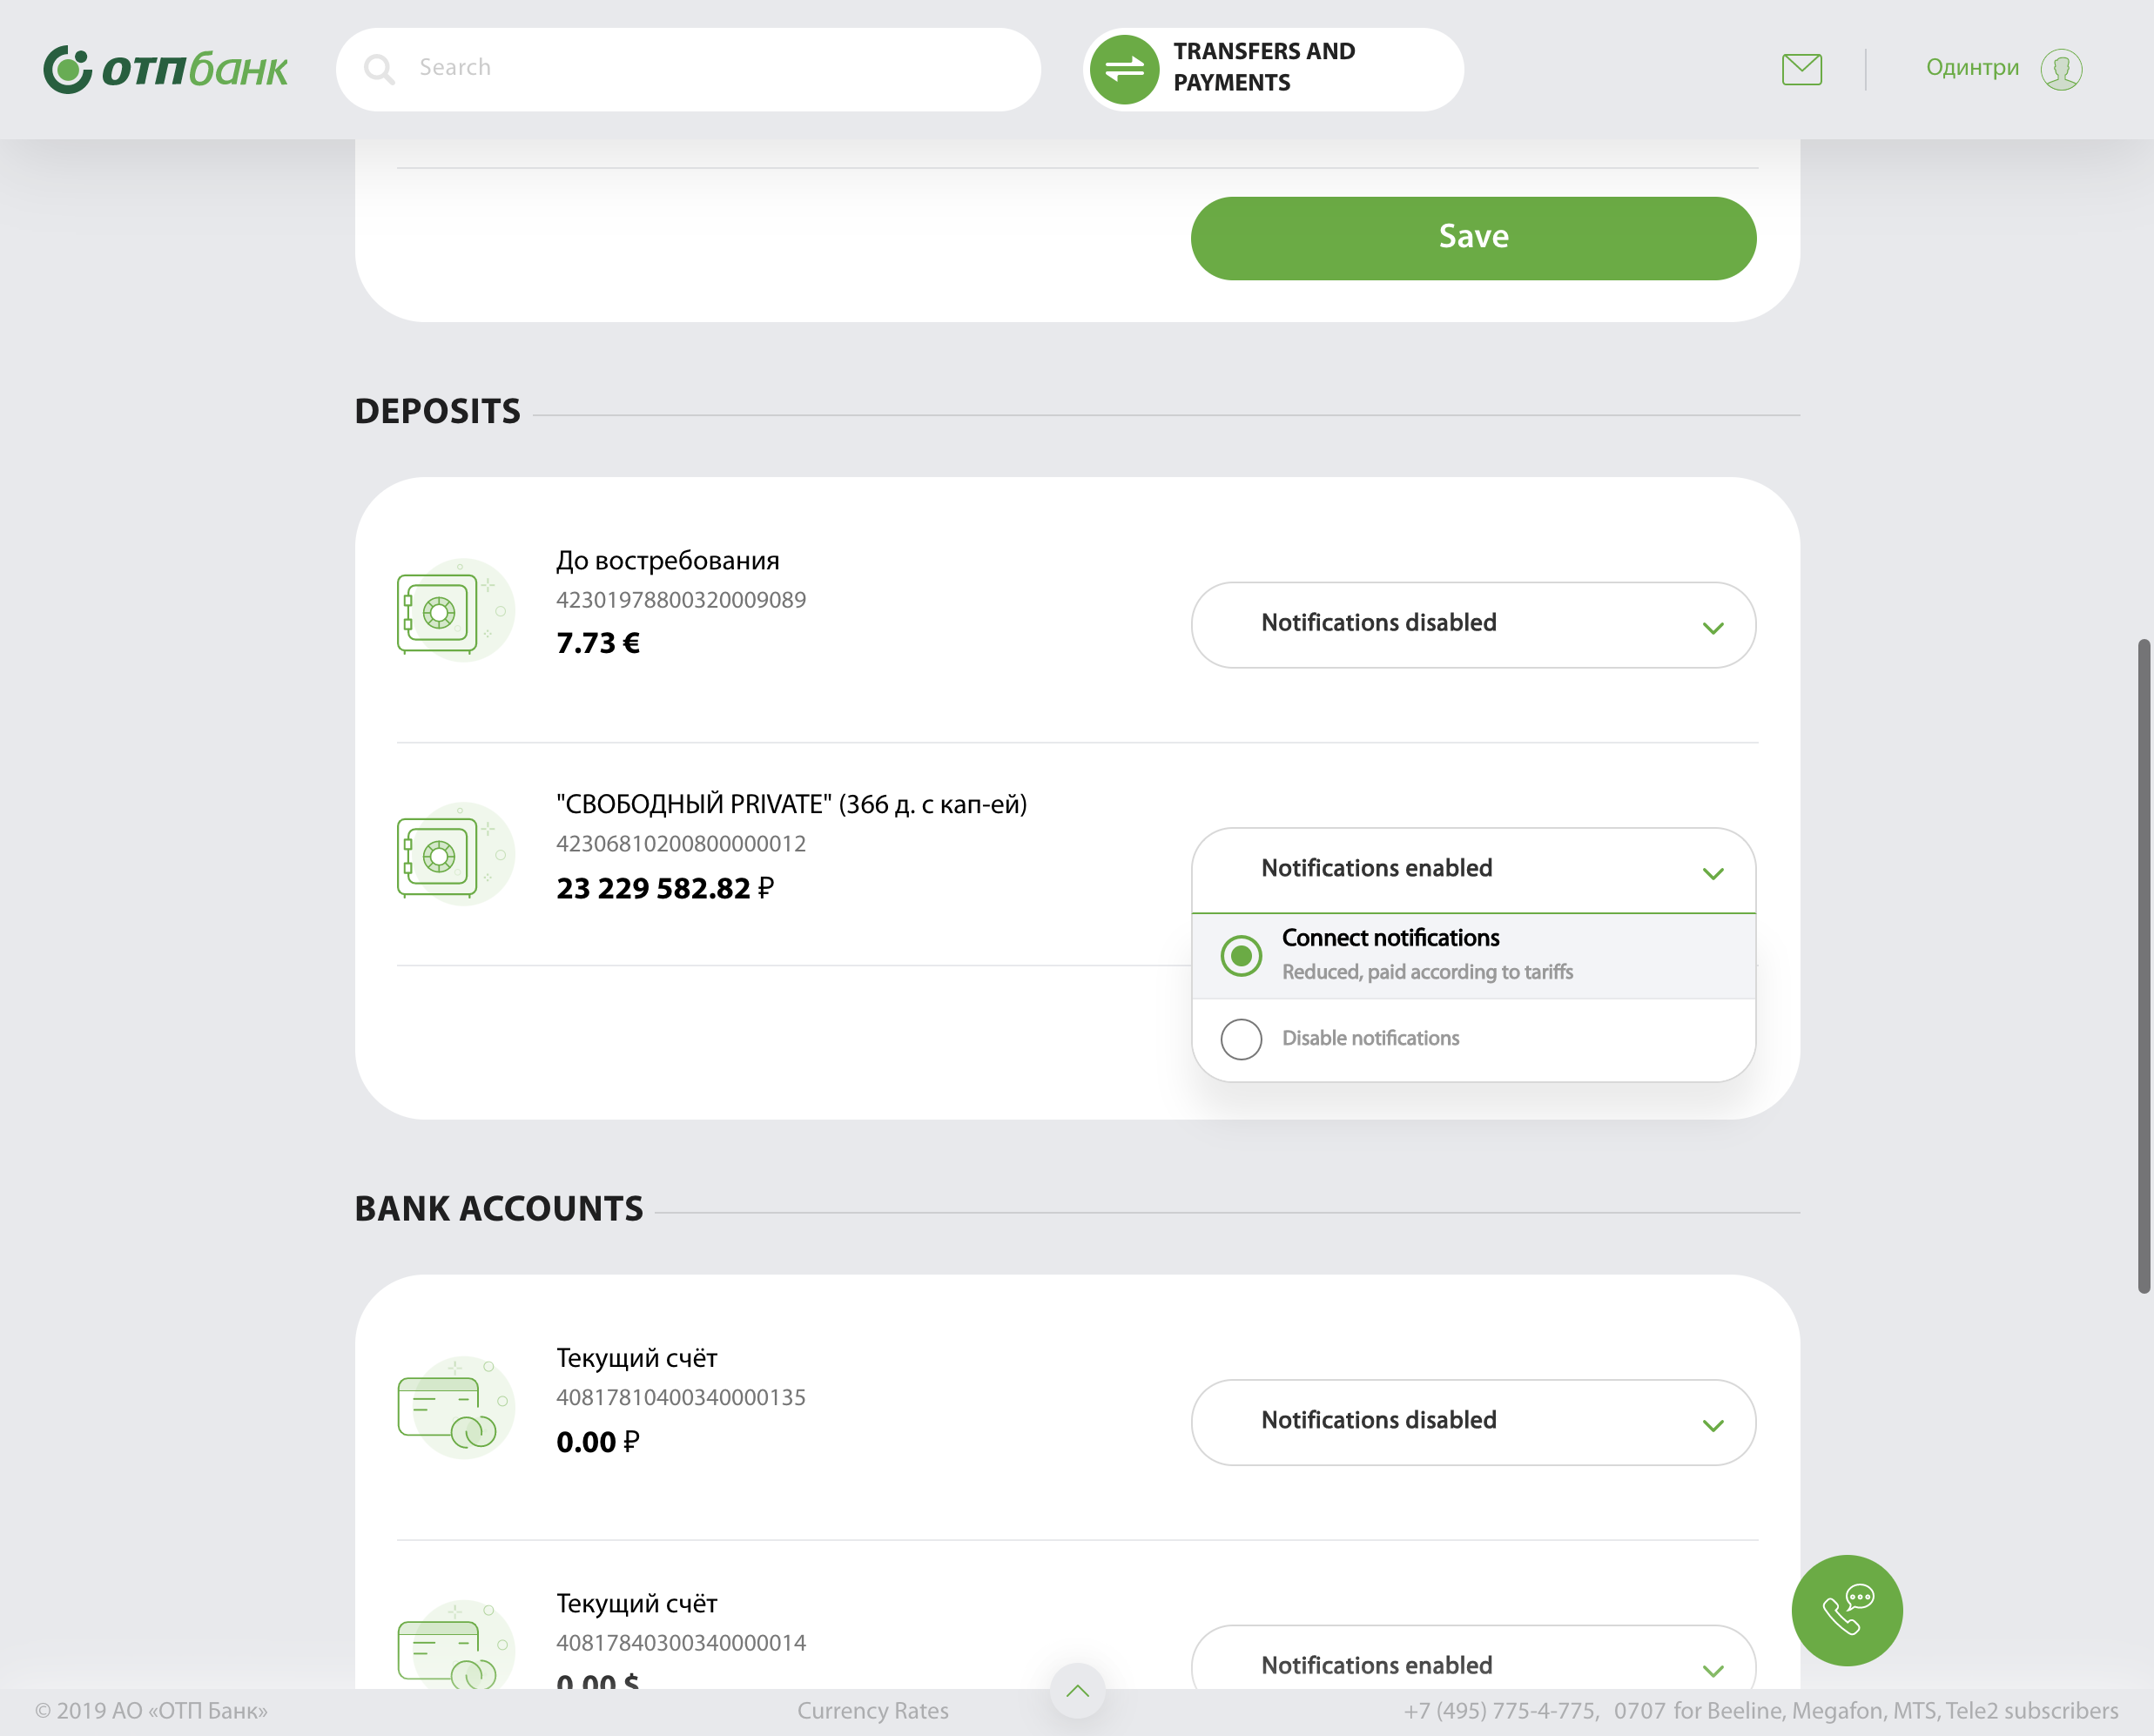 ОТПбанк
Search
TRANSFERS AND
PAYMENTS
Одинтри
Save
DEPOSITS
До востребования
42301978800320009089
7.73 €
Notifications disabled
"СВОБОДНЫЙ PRIVATE" (366 д. с кап-ей)
42306810200800000012
23 229 582.82 ₽
Notifications enabled
Connect notifications
Reduced, paid according to tariffs
Disable notifications
BANK ACCOUNTS
Текущий счёт
40817810400340000135
0.00 ₽
Notifications disabled
Текущий счёт
40817840300340000014
0.00 $
Notifications enabled
© 2019 АО «ОТП Банк»
Currency Rates
+7 (495) 775-4-775, 0707 for Beeline, Megafon, MTS, Tele2 subscribers